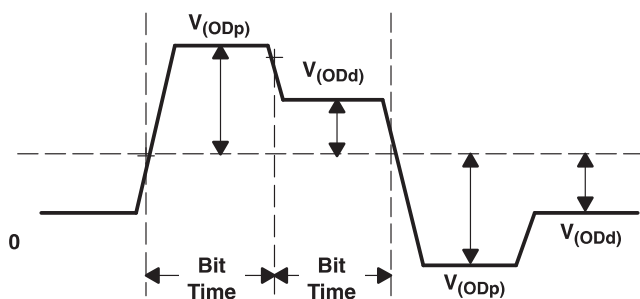 V(ODp)
V(ODd)
0
V(ODd)
Bit
Time
Bit
Time
V(ODp)